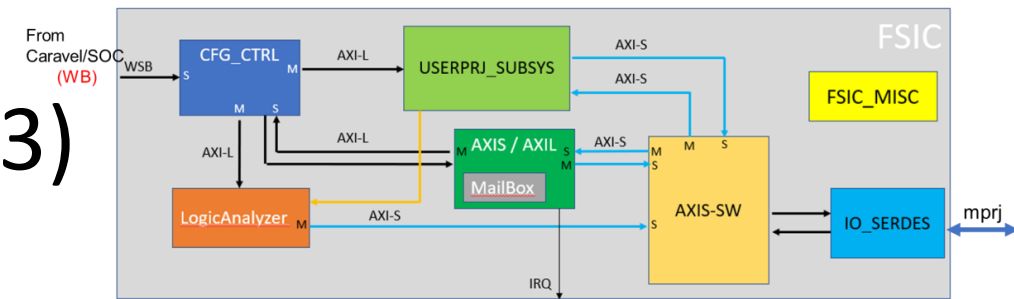 From
Caravel/SOC
(WB)
3)
WSB
S
CFG_CTRL
M
M
S
AXI-L
AXI-L
AXI-L
USERPRJ_SUBSYS
AXI-S
AXI-S
FSIC
FSIC_MISC
M
AXIS / AXIL
S
M
MailBox
AXI-S
M
S
M
S
S
AXIS-SW
LogicAnalyzer
M
AXI-S
IO_SERDES
mprj
IRQ